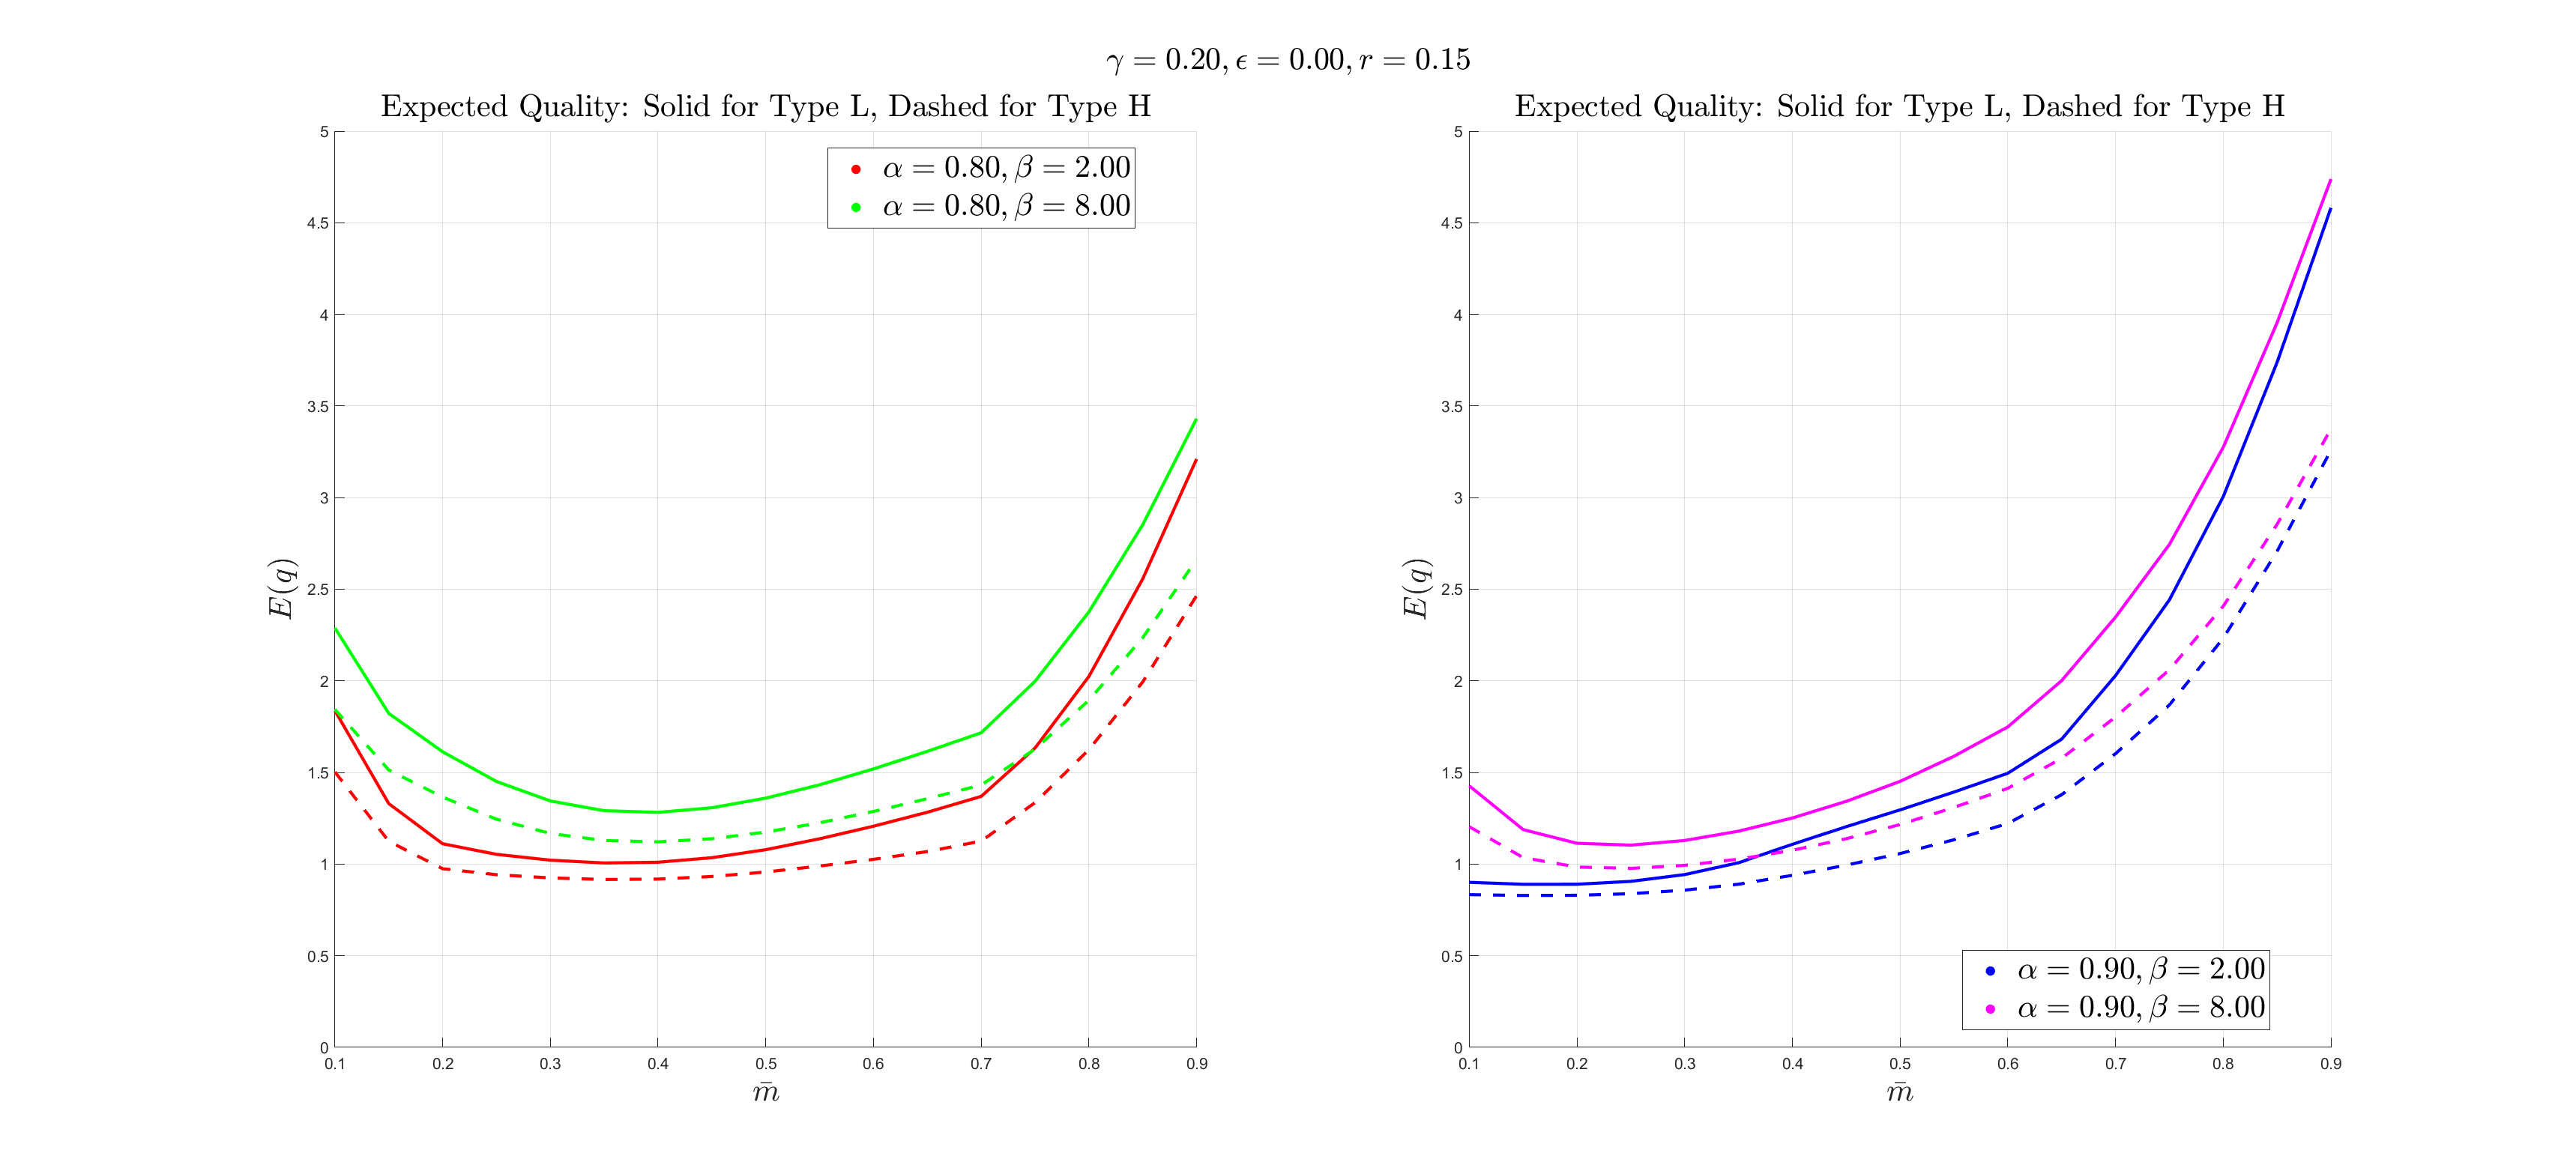 γ = 0.20, ϵ = 0.00, r = 0.15
Expected Quality: Solid for Type L, Dashed for Type H
5
4.5
4
3.5
3
2.5
2
1.5
1
0.5
0
E(q)
α = 0.80, β = 2.00
α = 0.80, β = 8.00
0.1 0.2 0.3 0.4 0.5 0.6 0.7 0.8 0.9
m̄
Expected Quality: Solid for Type L, Dashed for Type H
5
4.5
4
3.5
3
2.5
2
1.5
1
0.5
0
E(q)
α = 0.90, β = 2.00
α = 0.90, β = 8.00
0.1 0.2 0.3 0.4 0.5 0.6 0.7 0.8 0.9
m̄